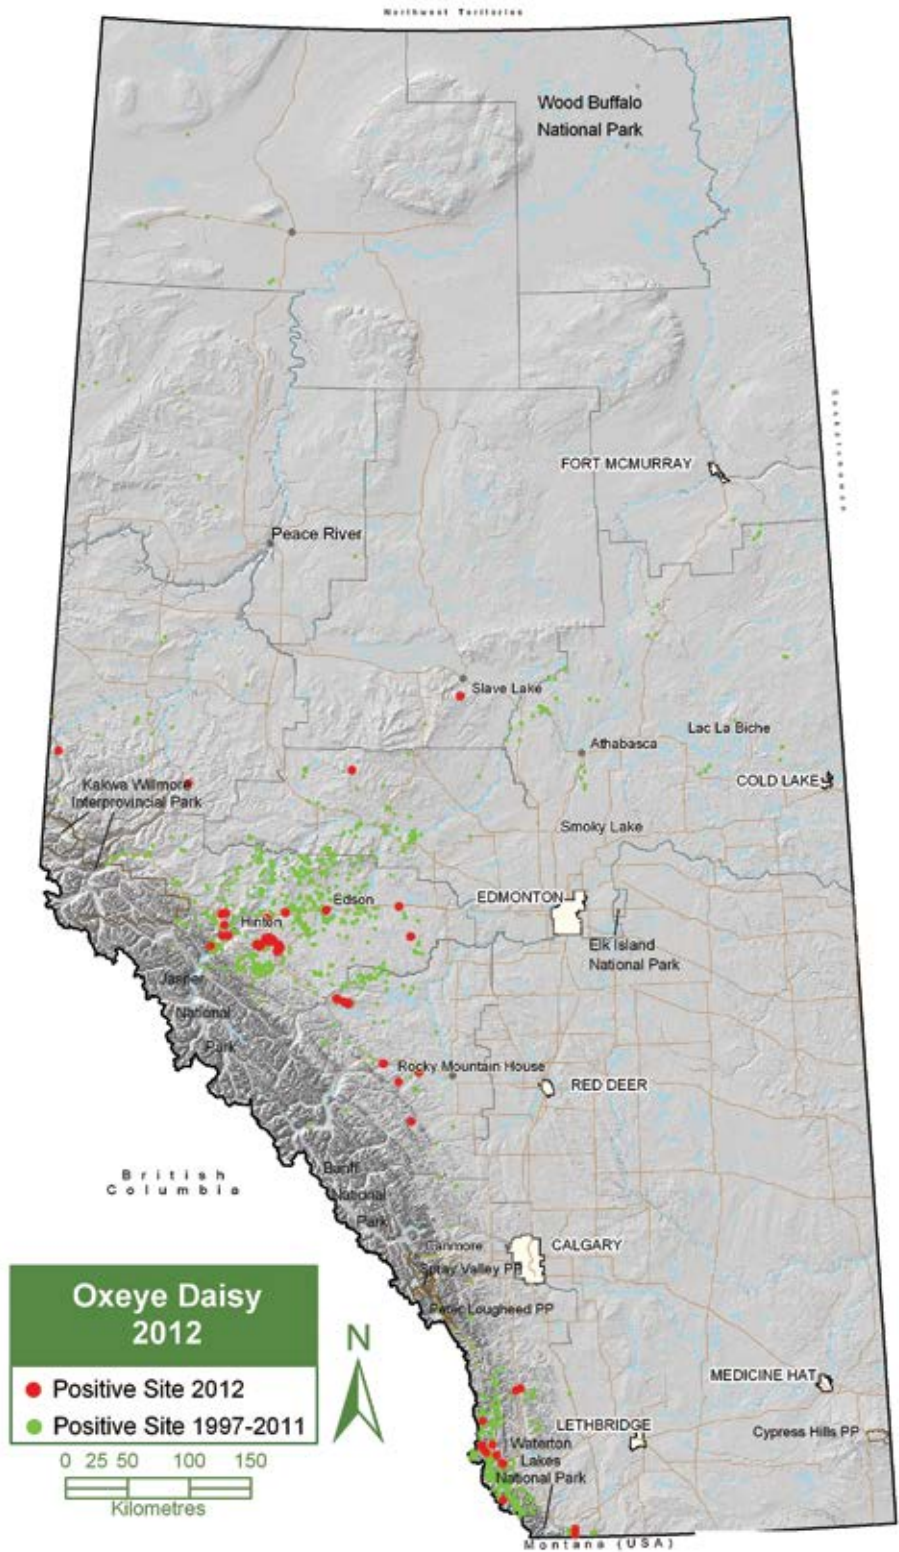 Northwest Territories
Wood Buffalo
National Park
Saskatchewan
FORT MCMURRAY
Peace River
Slave Lake
Lac La Biche
Athabasca
COLD LAKE
Kakwa Willmore
Interprovincial Park
Smoky Lake
EDMONTON
Edson
Hinton
Elk Island
National Park
Jasper
National
Park
Rocky Mountain House
RED DEER
British
Columbia
Banff
National
Park
Canmore
CALGARY
Spray Valley PP
Peter Lougheed PP
Oxeye Daisy
2012
N
Positive Site 2012
Positive Site 1997-2011
0 25 50 100 150
Kilometres
MEDICINE HAT
LETHBRIDGE
Cypress Hills PP
Waterton
Lakes
National Park
Montana (USA)